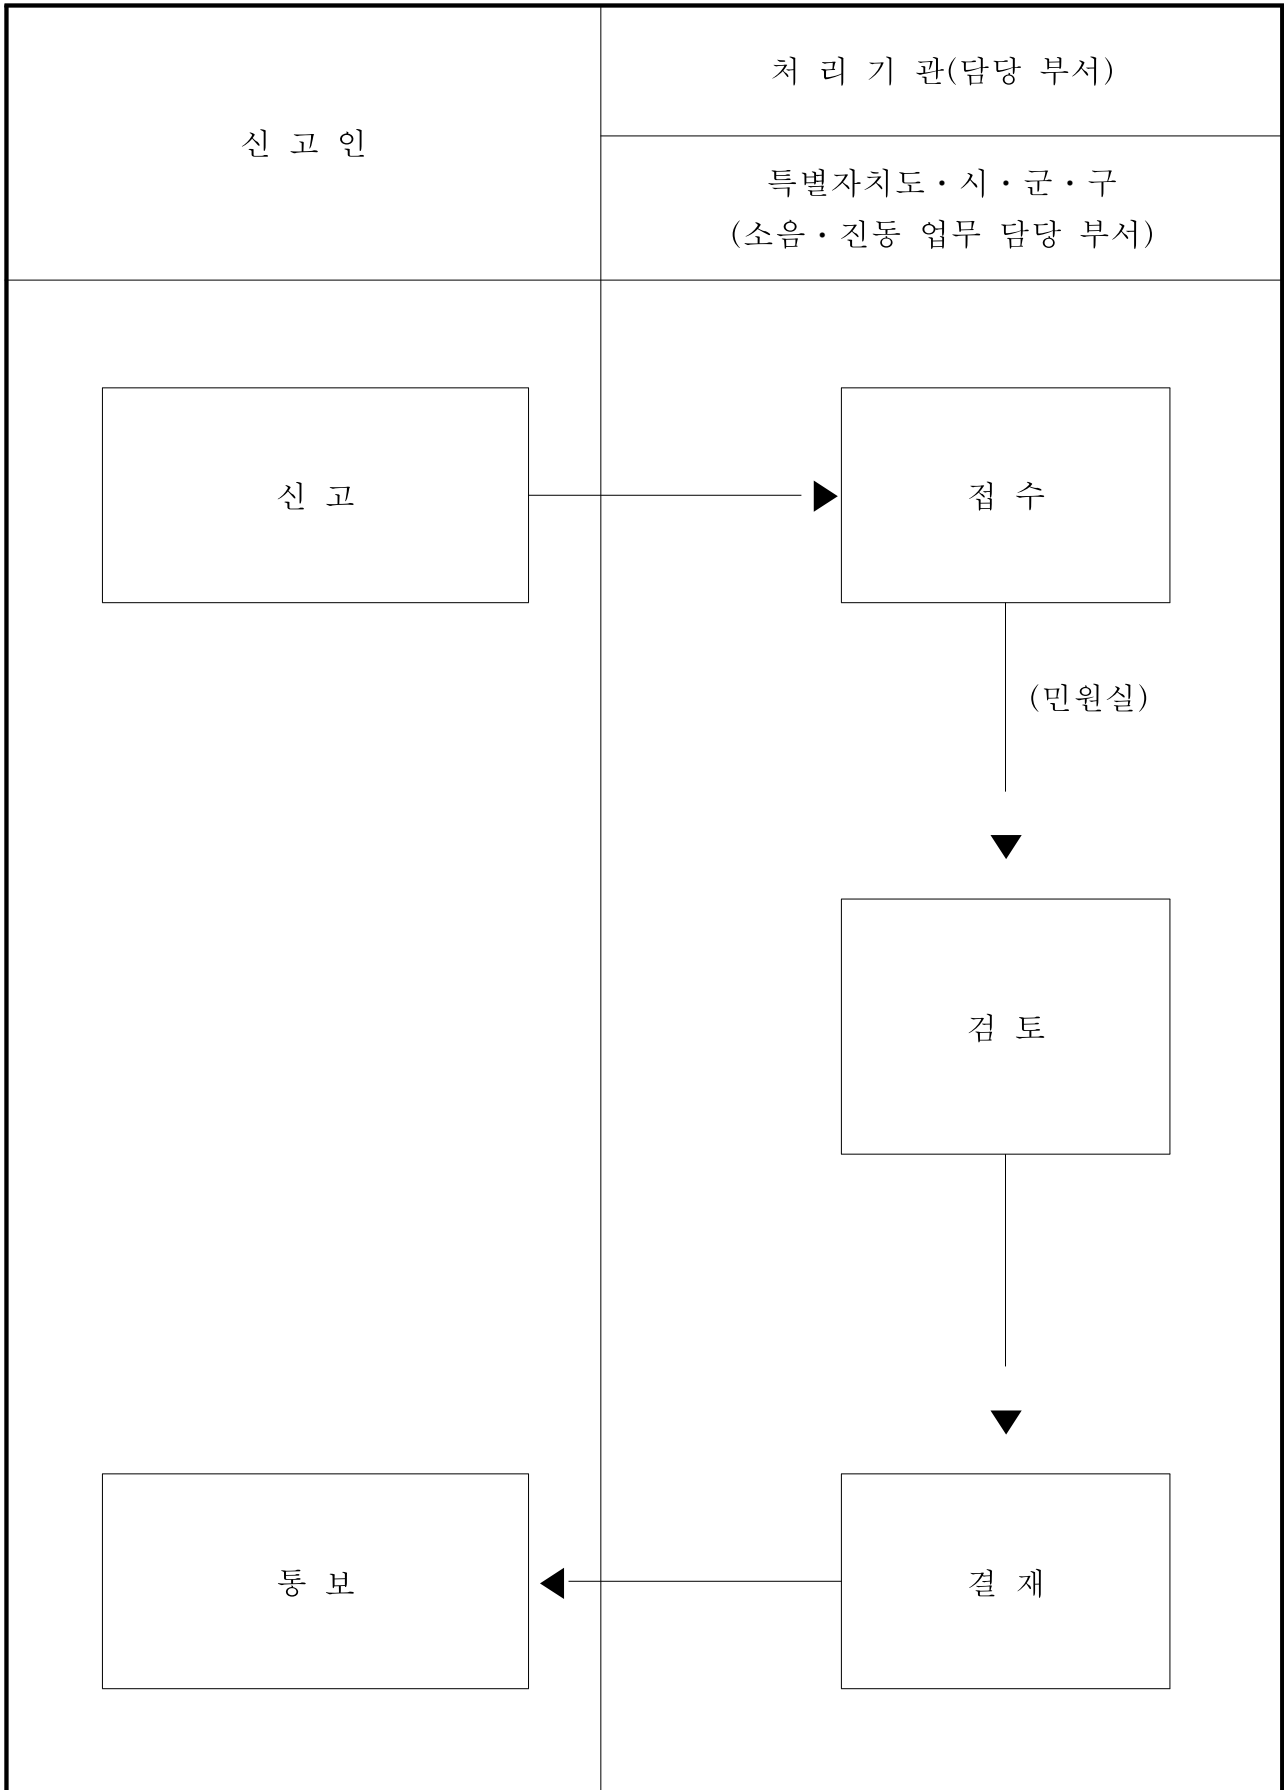 신 고 인
처 리 기 관(담당 부서)
특별자치도·시·군·구
(소음·진동 업무 담당 부서)
신 고
접 수
(민원실)
검 토
통 보
결 재